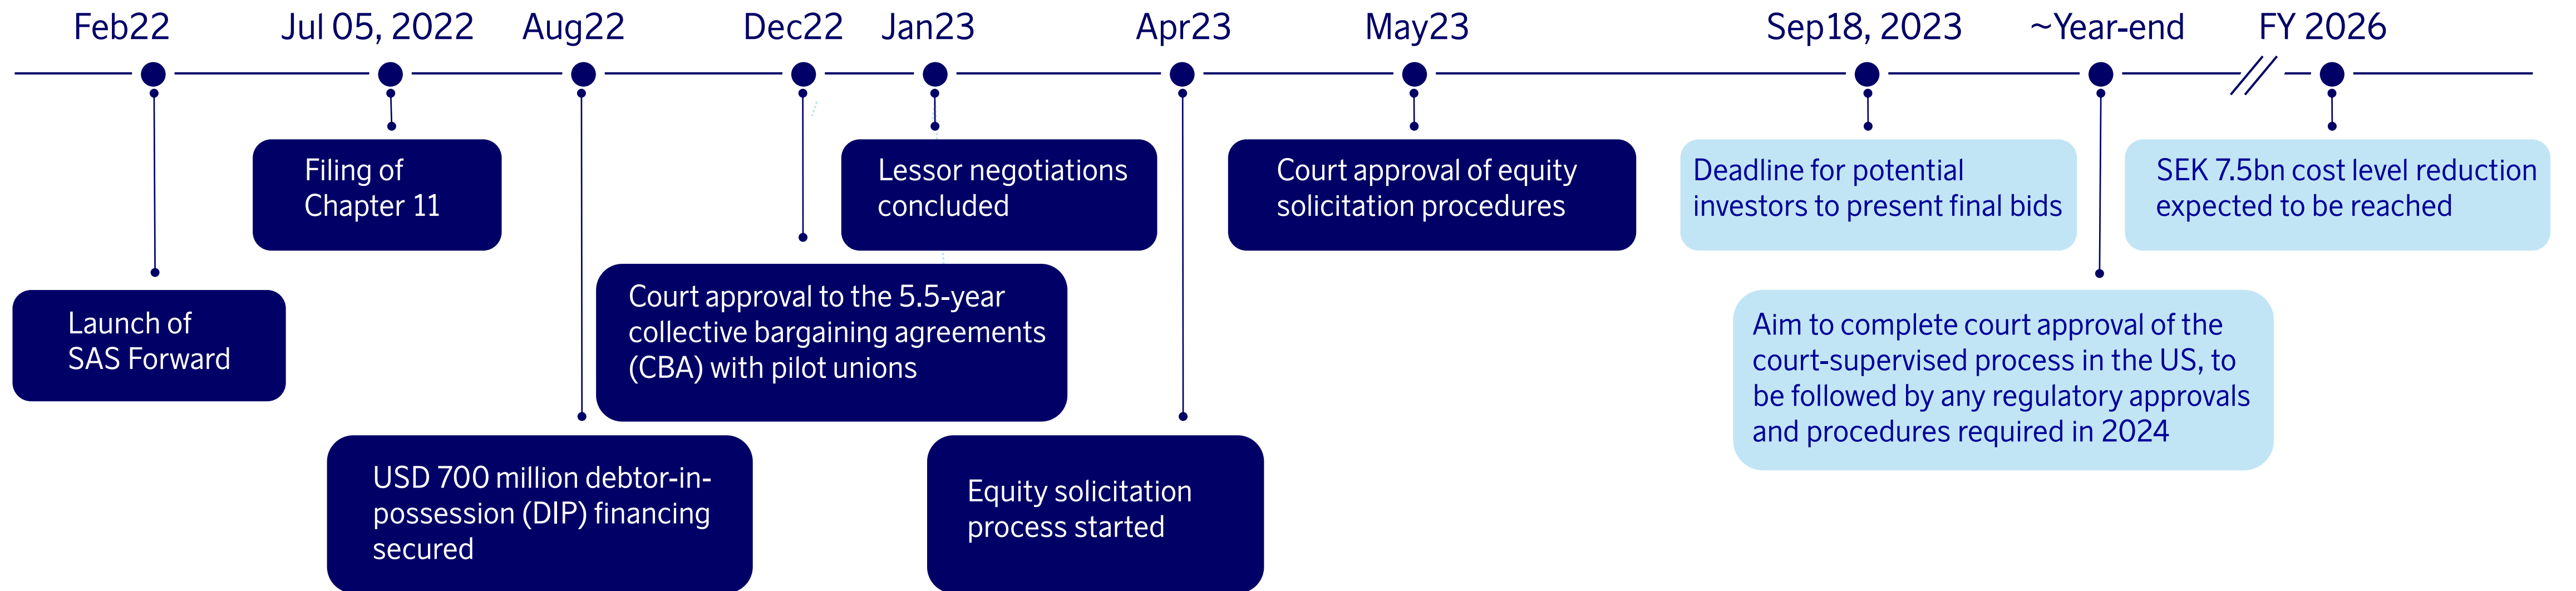 Feb22
Jul 05, 2022
Aug22
Dec22
Jan23
Apr23
May23
Sep18, 2023
~Year-end
FY 2026
Filing of
Chapter 11
Lessor negotiations
concluded
Court approval of equity
solicitation procedures
Deadline for potential
investors to present final bids
SEK 7.5bn cost level reduction
expected to be reached
Launch of
SAS Forward
Court approval to the 5.5-year
collective bargaining agreements
(CBA) with pilot unions
Aim to complete court approval of the
court-supervised process in the US, to
be followed by any regulatory approvals
and procedures required in 2024
USD 700 million debtor-in-
possession (DIP) financing
secured
Equity solicitation
process started